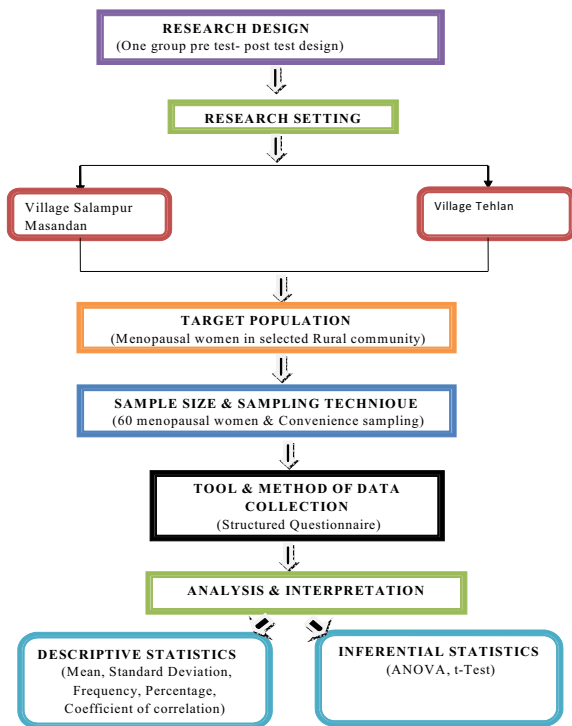 RESEARCH DESIGN
(One group pre test- post test design)
RESEARCH SETTING
Village Salampur
Masandan
Village Tehlan
TARGET POPULATION
(Menopausal women in selected Rural community)
SAMPLE SIZE & SAMPLING TECHNIQUE
(60 menopausal women & Convenience sampling)
TOOL & METHOD OF DATA
COLLECTION
(Structured Questionnaire)
ANALYSIS & INTERPRETATION
DESCRIPTIVE STATISTICS
(Mean, Standard Deviation,
Frequency, Percentage,
Coefficient of correlation)
INFERENTIAL STATISTICS
(ANOVA, t-Test)